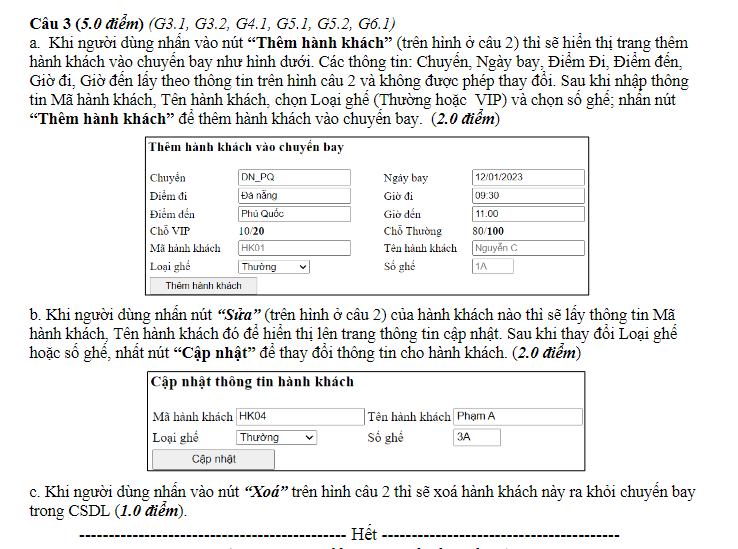 Câu 3 (5.0 điểm) (G3.1, G3.2, G4.1, G5.1, G5.2, G6.1)
a. Khi người dùng nhấn vào nút “Thêm hành khách” (trên hình ở câu 2) thì sẽ hiển thị trang thêm
hành khách vào chuyến bay như hình dưới. Các thông tin: Chuyến, Ngày bay, Điểm Đi, Điểm đến,
Giờ đi, Giờ đến lấy theo thông tin trên hình câu 2 và không được phép thay đổi. Sau khi nhập thông
tin Mã hành khách, Tên hành khách, chọn Loại ghế (Thường hoặc VIP) và chọn số ghế; nhấn nút
“Thêm hành khách” để thêm hành khách vào chuyến bay. (2.0 điểm)
Thêm hành khách vào chuyến bay
Chuyến DN_PQ Ngày bay 12/01/2023
Điểm đi Đà nẵng Giờ đi 09:30
Điểm đến Phú Quốc Giờ đến 11:00
Chỗ VIP 10/20 Chỗ Thường 80/100
Mã hành khách HK01 Tên hành khách Nguyễn C
Loại ghế Thường Số ghế 1A
Thêm hành khách
b. Khi người dùng nhấn nút “Sửa” (trên hình ở câu 2) của hành khách nào thì sẽ lấy thông tin Mã
hành khách, Tên hành khách đó để hiển thị lên trang thông tin cập nhật. Sau khi thay đổi Loại ghế
hoặc số ghế, nhất nút “Cập nhật” để thay đổi thông tin cho hành khách. (2.0 điểm)
Cập nhật thông tin hành khách
Mã hành khách HK04 Tên hành khách Phạm A
Loại ghế Thường Số ghế 3A
Cập nhật
c. Khi người dùng nhấn vào nút “Xoá” trên hình câu 2 thì sẽ xoá hành khách này ra khỏi chuyến bay
trong CSDL (1.0 điểm).
---------------------------------------------- Hết -----------------------------------------